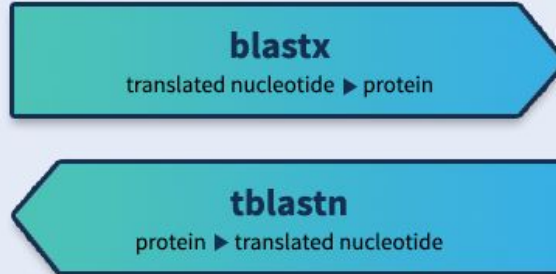 blastx
translated nucleotide ▶ protein
tblastn
protein ▶ translated nucleotide